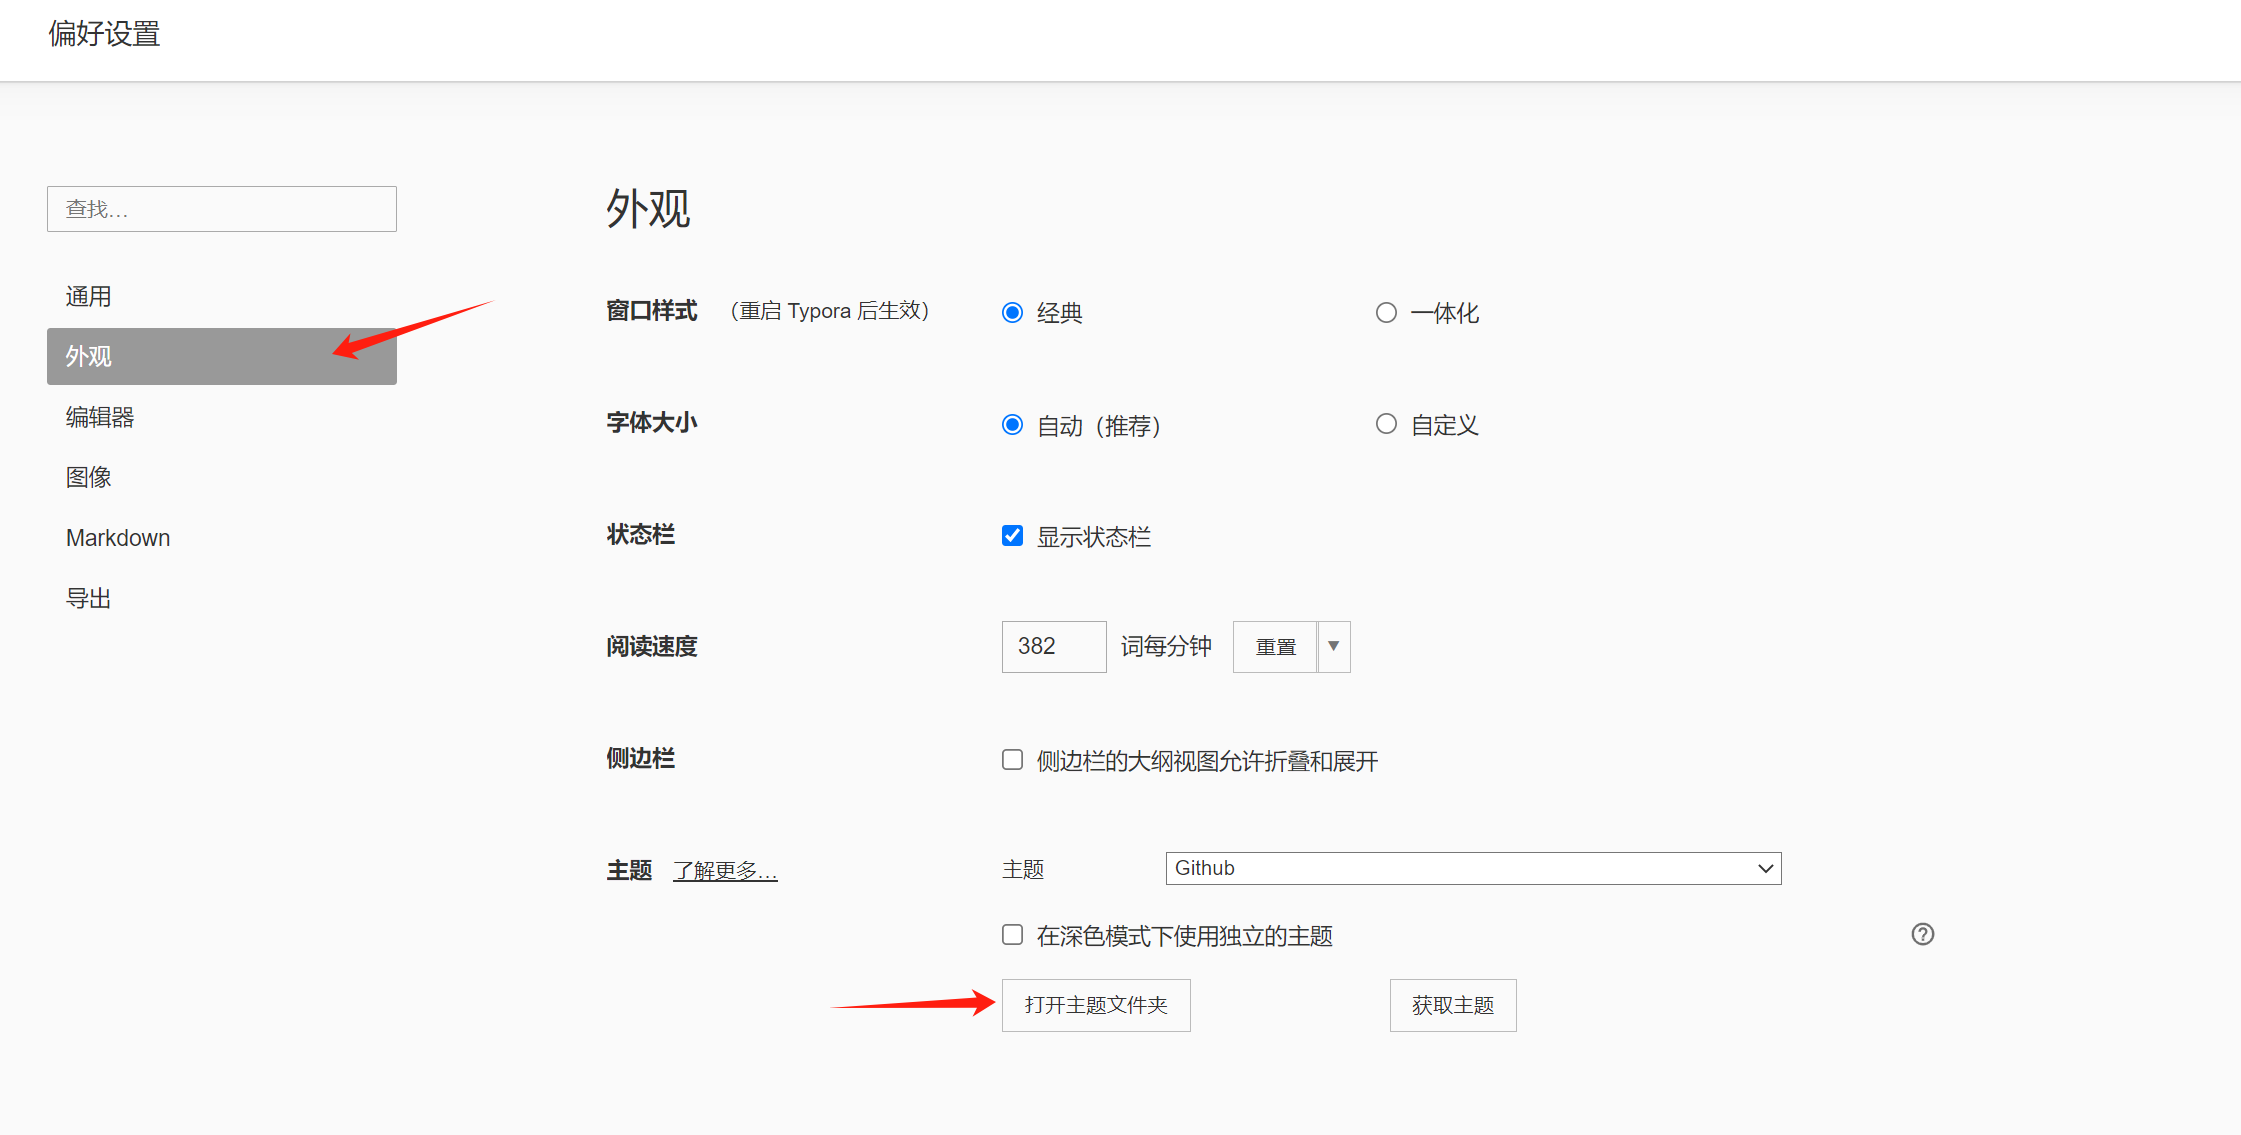 偏好设置
查找...
通用
外观
编辑器
图像
Markdown
导出
外观
窗口样式 （重启 Typora 后生效） 经典 一体化
字体大小 自动（推荐） 自定义
状态栏 显示状态栏
阅读速度 382 词每分钟 重置
侧边栏 侧边栏的大纲视图允许折叠和展开
主题 了解更多... 主题 Github
在深色模式下使用独立的主题
打开主题文件夹 获取主题